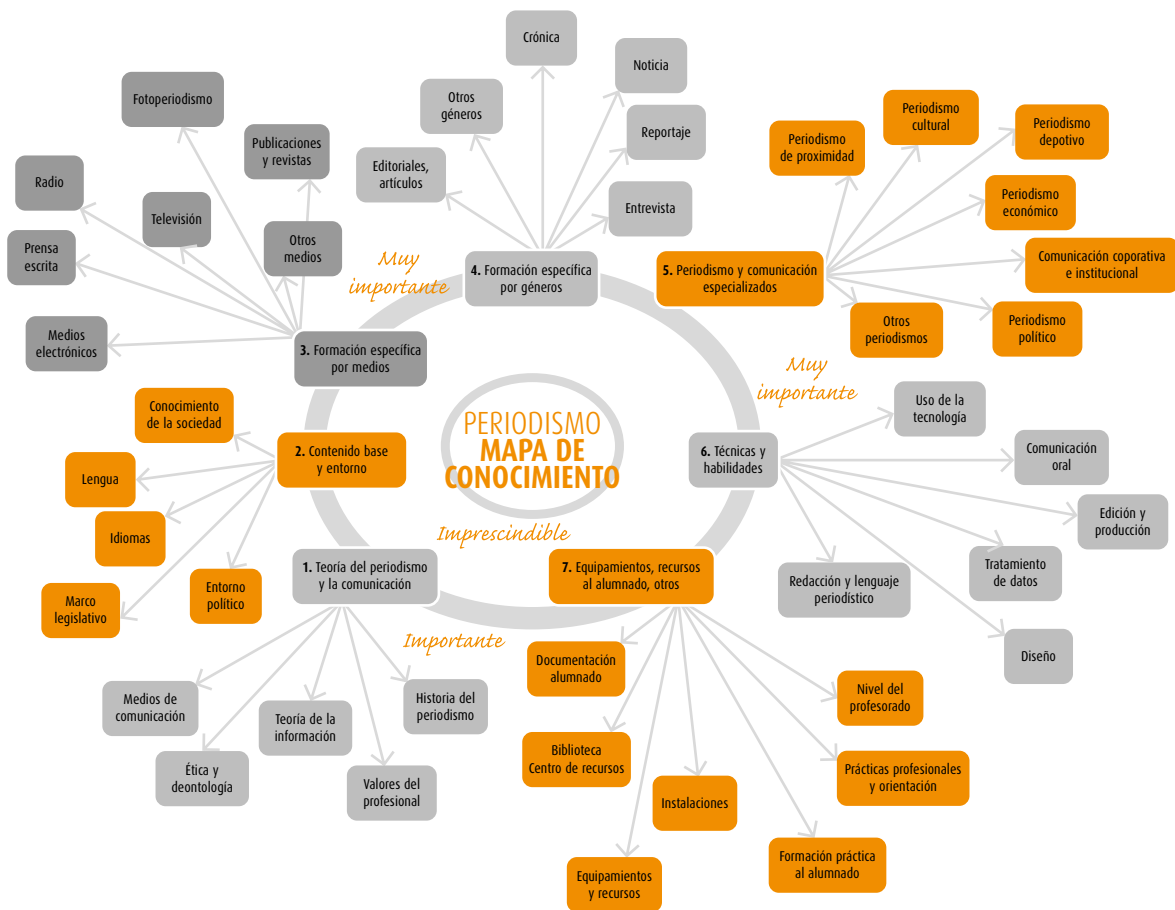 Crónica
Noticia
Otros
géneros
Reportaje
Editoriales,
artículos
Entrevista
4. Formación específica
por géneros
Fotoperiodismo
Publicaciones
y revistas
Radio
Televisión
Prensa
escrita
Otros
medios
Medios
electrónicos
3. Formación específica
por medios
Muy
importante
Periodismo
cultural
Periodismo
depotivo
Periodismo
de proximidad
Periodismo
económico
Comunicación coporativa
e institucional
5. Periodismo y comunicación
especializados
Otros
periodismos
Periodismo
político
Muy
importante
Conocimiento
de la sociedad
Lengua
Idiomas
Marco
legislativo
Entorno
político
2. Contenido base
y entorno
PERIODISMO
MAPA DE
CONOCIMIENTO
Imprescindible
6. Técnicas y
habilidades
Uso de la
tecnología
Comunicación
oral
Edición y
producción
Tratamiento
de datos
Redacción y lenguaje
periodístico
Diseño
1. Teoría del periodismo
y la comunicación
Importante
Medios de
comunicación
Historia del
periodismo
Teoría de la
información
Ética y
deontología
Valores del
profesional
7. Equipamientos, recursos
al alumnado, otros
Documentación
alumnado
Nivel del
profesorado
Biblioteca
Centro de recursos
Prácticas profesionales
y orientación
Instalaciones
Formación práctica
al alumnado
Equipamientos
y recursos